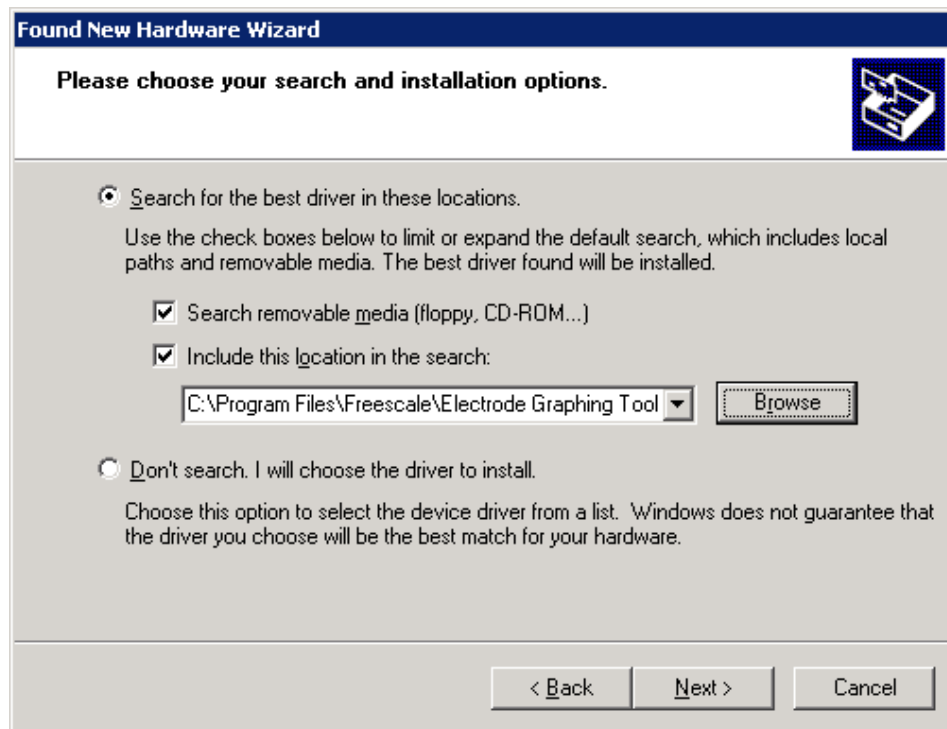 Found New Hardware Wizard
Please choose your search and installation options.
Search for the best driver in these locations.
Use the check boxes below to limit or expand the default search, which includes local
paths and removable media. The best driver found will be installed.
Search removable media (floppy, CD-ROM...)
Include this location in the search:
C:\Program Files\Freescale\Electrode Graphing Tool
Browse
Don't search. I will choose the driver to install.
Choose this option to select the device driver from a list.  Windows does not guarantee that
the driver you choose will be the best match for your hardware.
< Back
Next >
Cancel